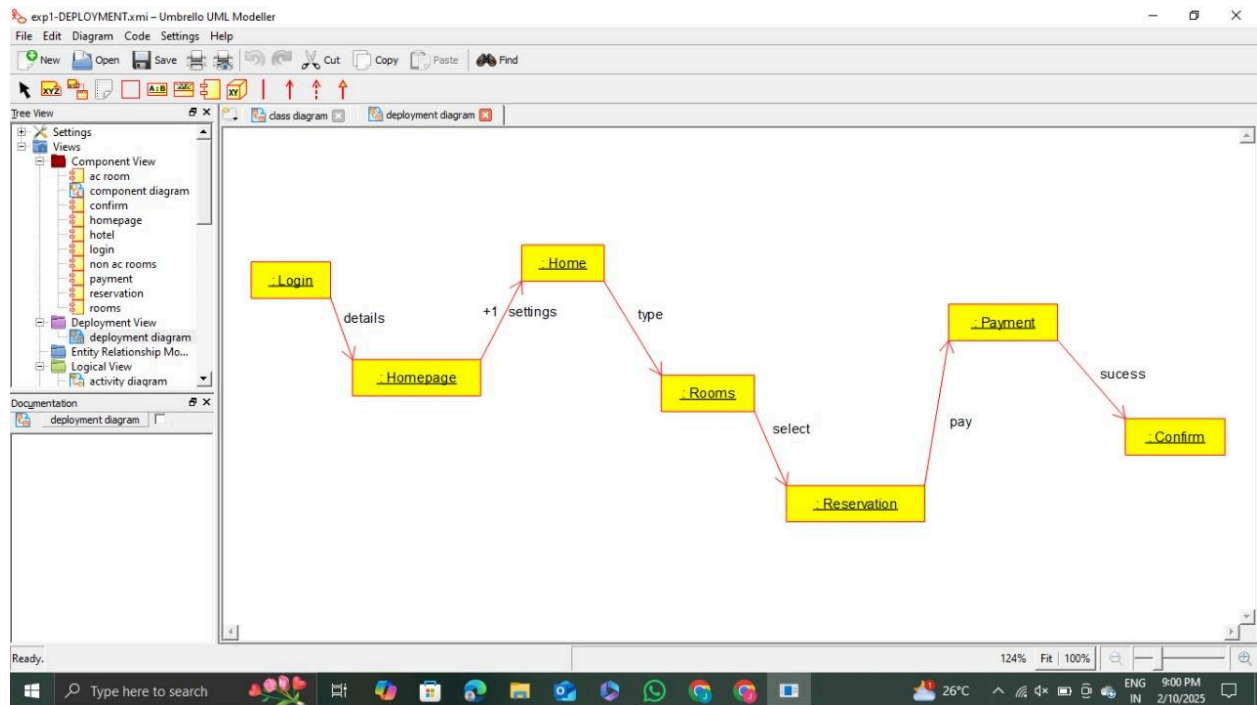 exp1-DEPLOYMENT.xmi – Umbrello UML Modeller
File Edit Diagram Code Settings Help
New Open Save Cut Copy Paste Find
XYZ A:B XY
Tree View
class diagram deployment diagram
Settings
Views
Component View
ac room
component diagram
confirm
homepage
hotel
login
non ac rooms
payment
reservation
rooms
Deployment View
deployment diagram
Entity Relationship Mo...
Logical View
activity diagram
Documentation
deployment diagram
: Login
details
: Homepage
+1 settings
: Home
type
: Rooms
select
: Reservation
pay
: Payment
sucess
: Confirm
Ready.
124% Fit 100%
Type here to search
26°C
ENG
IN
9:00 PM
2/10/2025